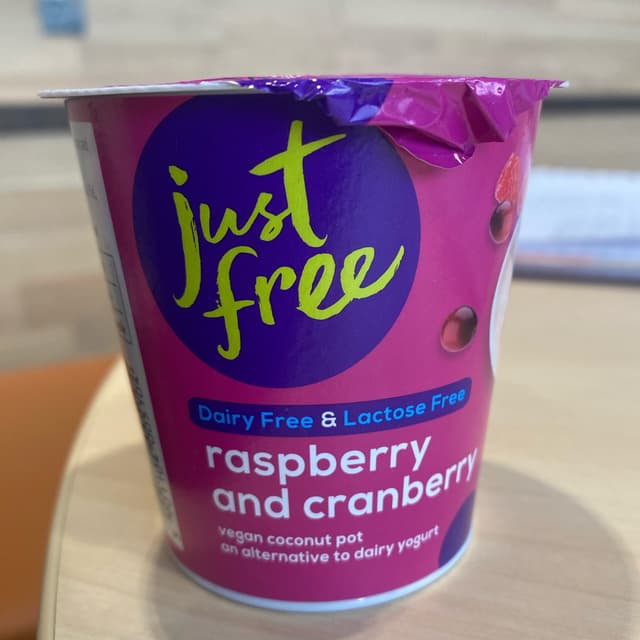 just
free
Dairy Free & Lactose Free
raspberry
and cranberry
vegan coconut pot
an alternative to dairy yogurt